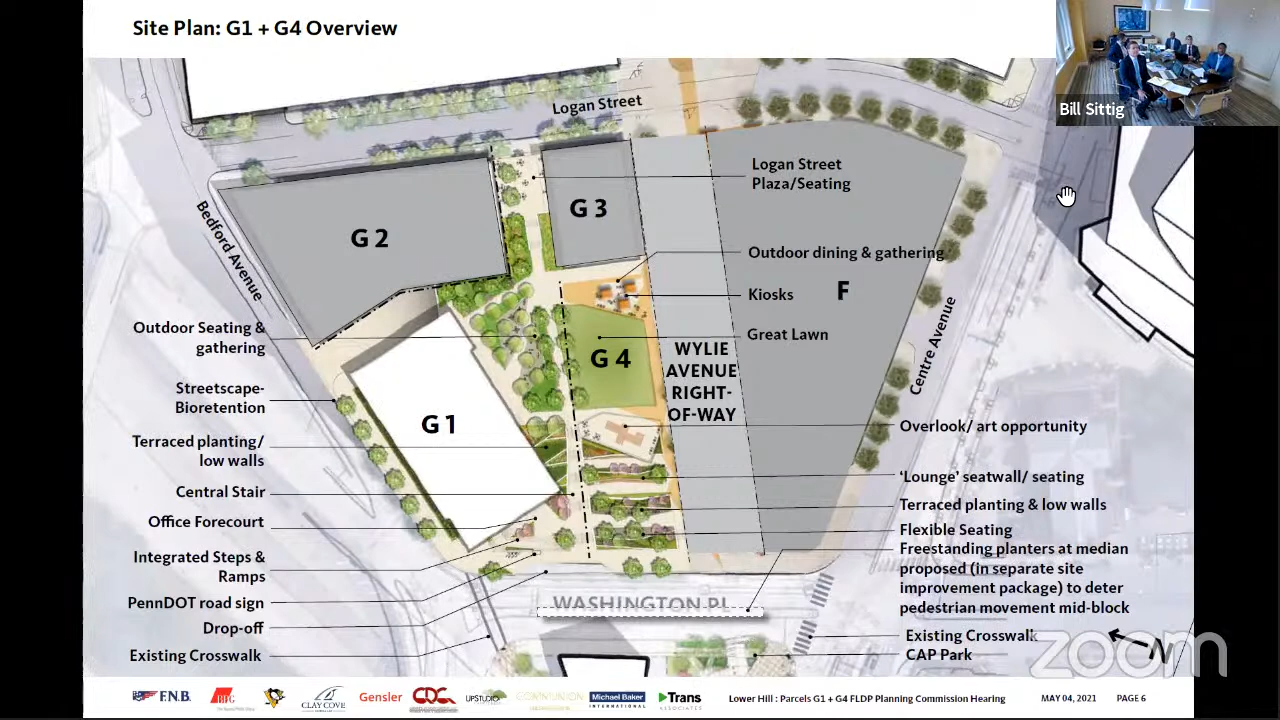 Site Plan: G1 + G4 Overview
Bill Sittig
Logan Street
Logan Street
Plaza/Seating
G 3
G 2
Bedford Avenue
Outdoor dining & gathering
Kiosks
F
Great Lawn
Outdoor Seating &
gathering
G 4
WYLIE
AVENUE
RIGHT-
OF-WAY
Centre Avenue
Streetscape-
Bioretention
G 1
Overlook/ art opportunity
Terraced planting/
low walls
‘Lounge’ seatwall/ seating
Central Stair
Terraced planting & low walls
Office Forecourt
Flexible Seating
Freestanding planters at median
proposed (in separate site
improvement package) to deter
pedestrian movement mid-block
Integrated Steps &
Ramps
PennDOT road sign
WASHINGTON PL
Drop-off
Existing Crosswalk
Existing Crosswalk
CAP Park
N
zoom
F.N.B.
BPG
CLAY COVE
Gensler
CDC
UPSTUDIO
Michael Baker
INTERNATIONAL
Trans
ASSOCIATES
Lower Hill : Parcels G1 + G4 FLDP Planning Commission Hearing
MAY 04, 2021
PAGE 6